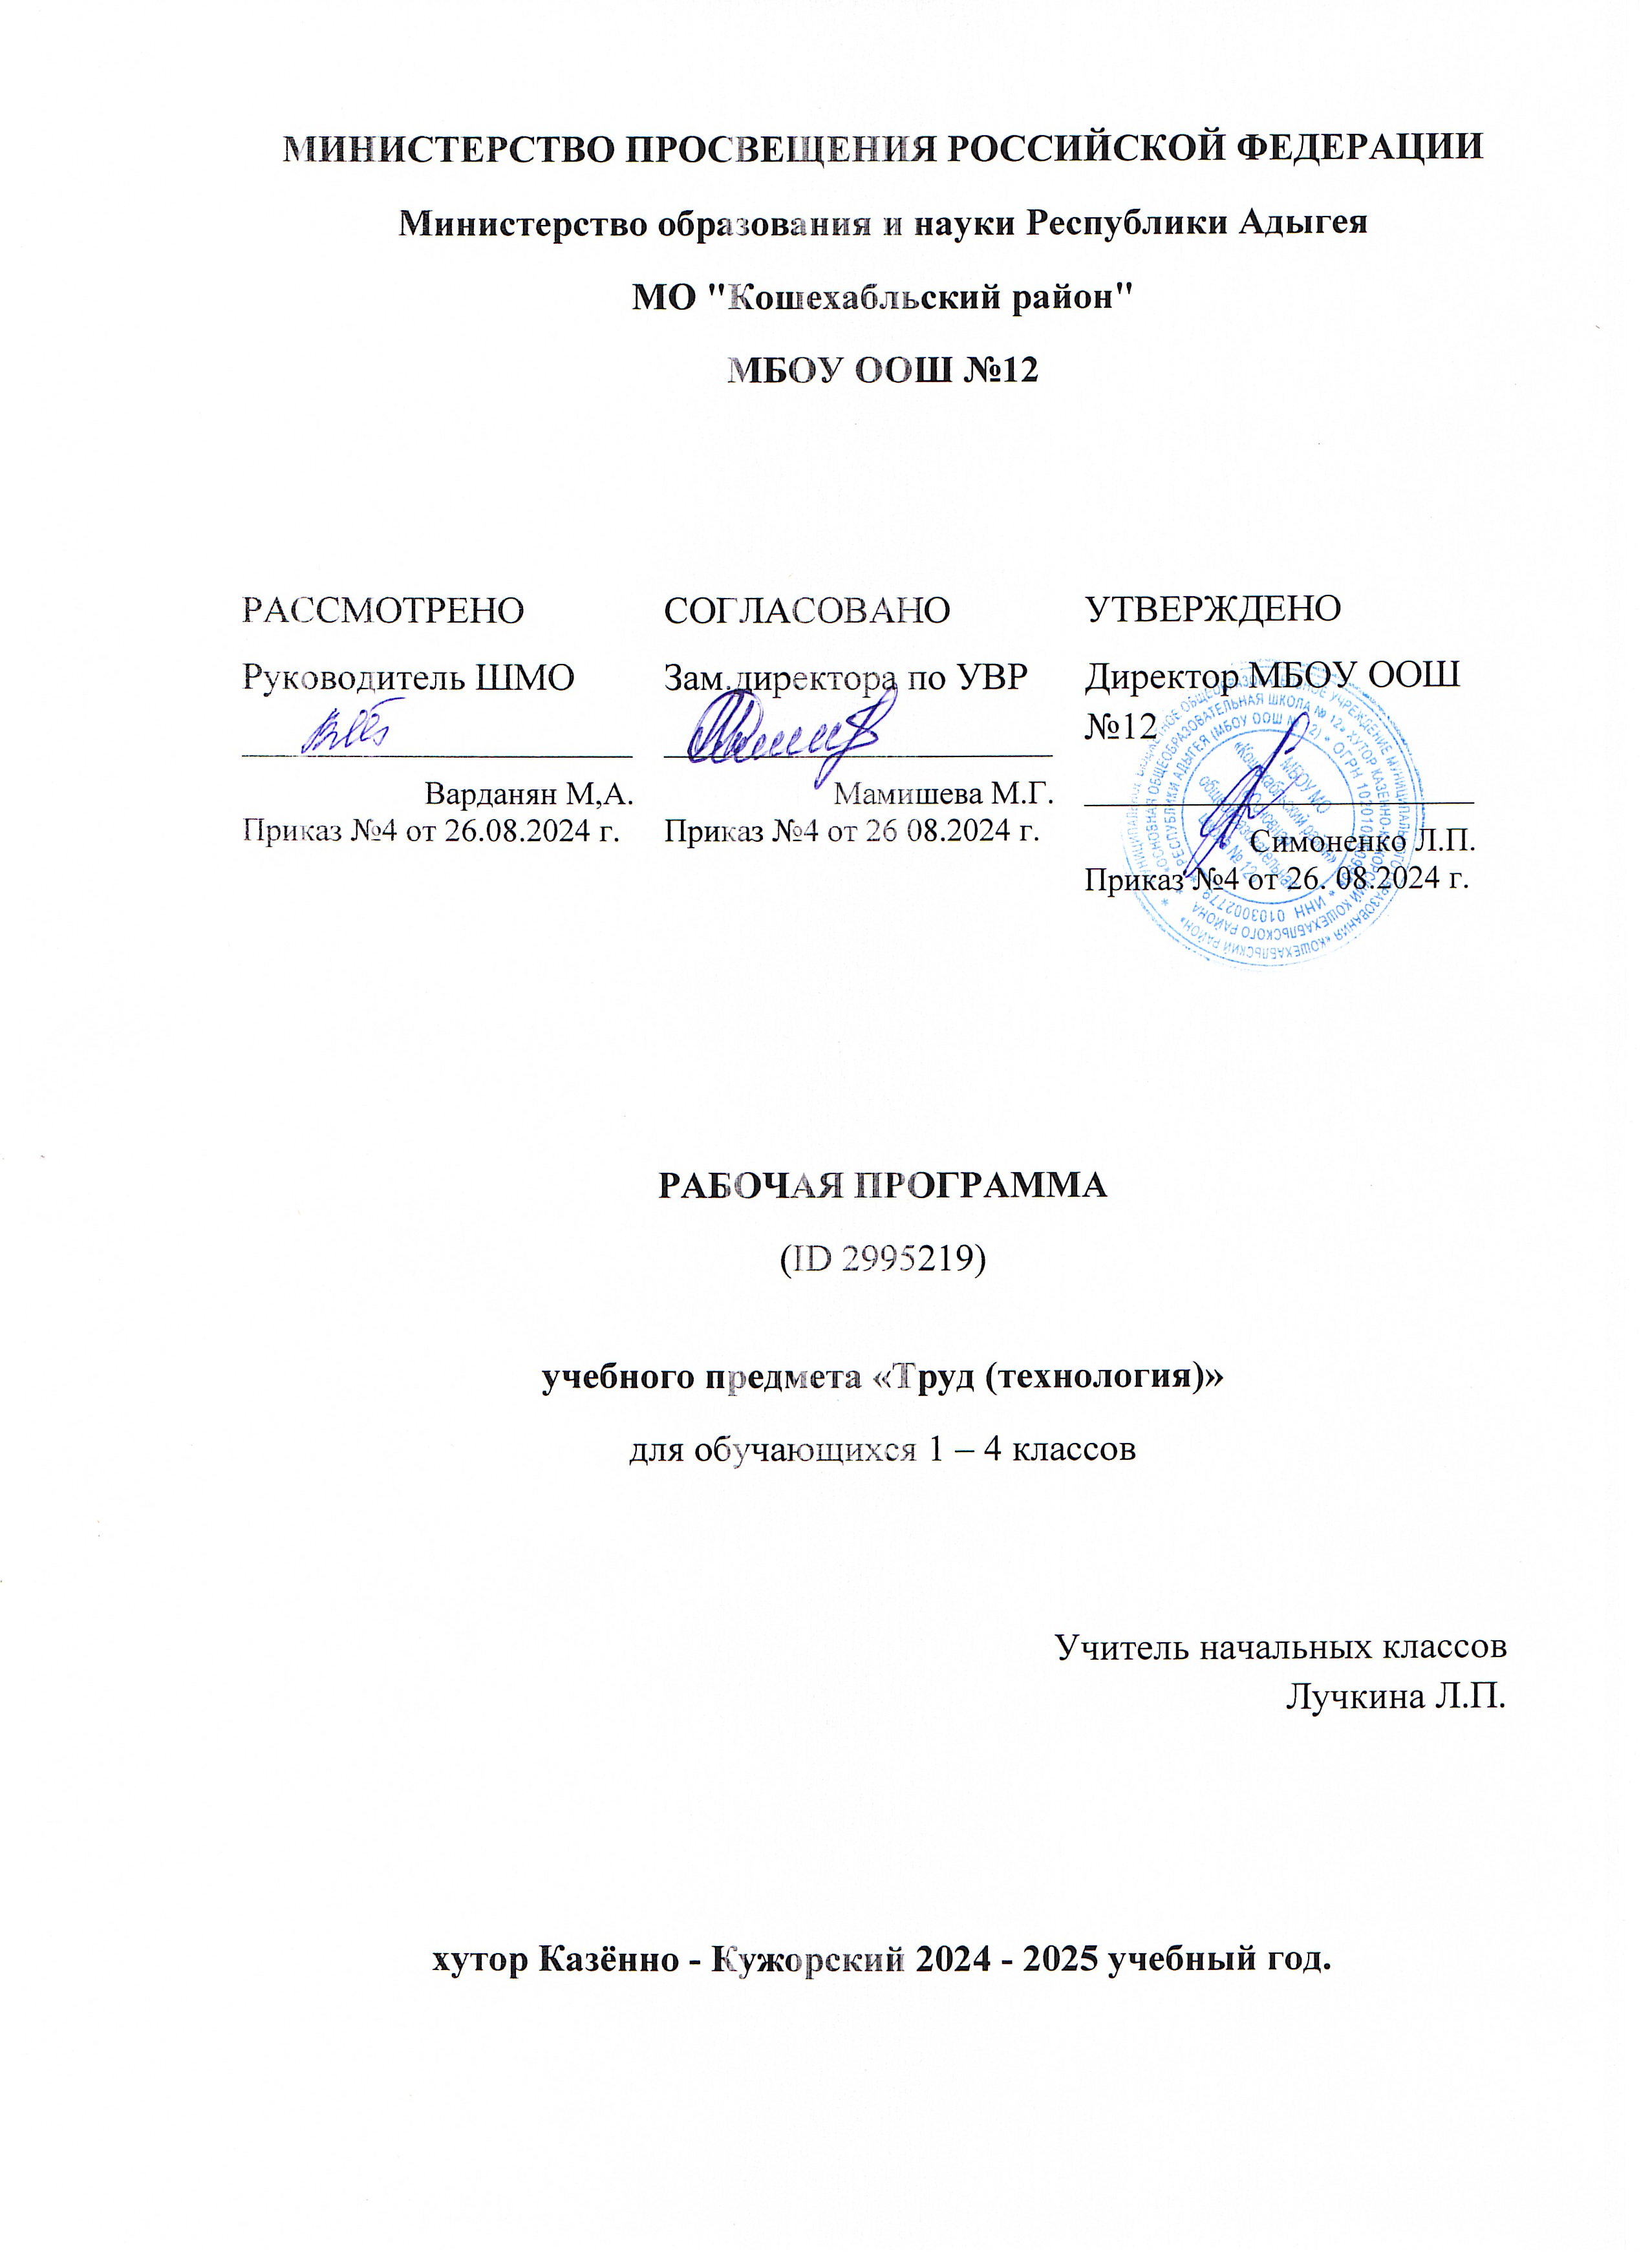 МИНИСТЕРСТВО ПРОСВЕЩЕНИЯ РОССИЙСКОЙ ФЕДЕРАЦИИ
Министерство образования и науки Республики Адыгея
МО "Кошехабльский район"
МБОУ ООШ №12
РАССМОТРЕНО
Руководитель ШМО
Варданян М,А.
Приказ №4 от 26.08.2024 г.
СОГЛАСОВАНО
Зам.директора по УВР
Мамишева М.Г.
Приказ №4 от 26 08.2024 г.
УТВЕРЖДЕНО
Директор МБОУ ООШ
№12
Симоненко Л.П.
Приказ №4 от 26. 08.2024 г.
РАБОЧАЯ ПРОГРАММА
(ID 2995219)
учебного предмета «Труд (технология)»
для обучающихся 1 – 4 классов
Учитель начальных классов
Лучкина Л.П.
хутор Казённо - Кужорский 2024 - 2025 учебный год.